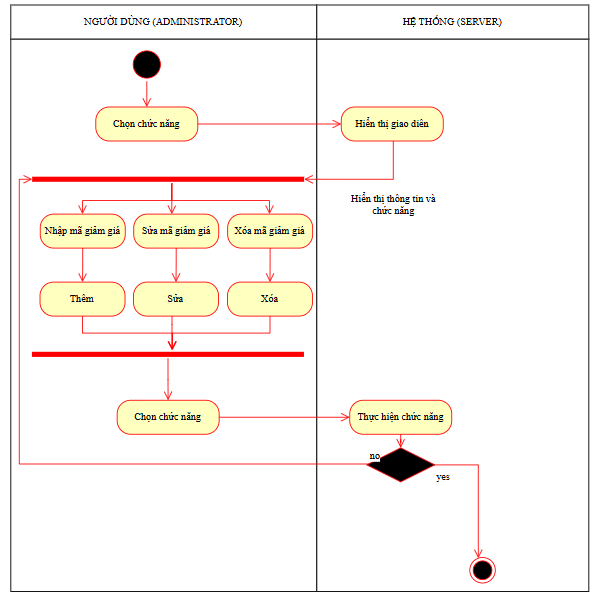 NGƯỜI DÙNG (ADMINISTRATOR)
HỆ THỐNG (SERVER)
Chọn chức năng
Hiển thị giao diên
Hiển thị thông tin và
chức năng
Nhập mã giảm giá
Sửa mã giảm giá
Xóa mã giảm giá
Thêm
Sửa
Xóa
Chọn chức năng
Thực hiện chức năng
no
yes